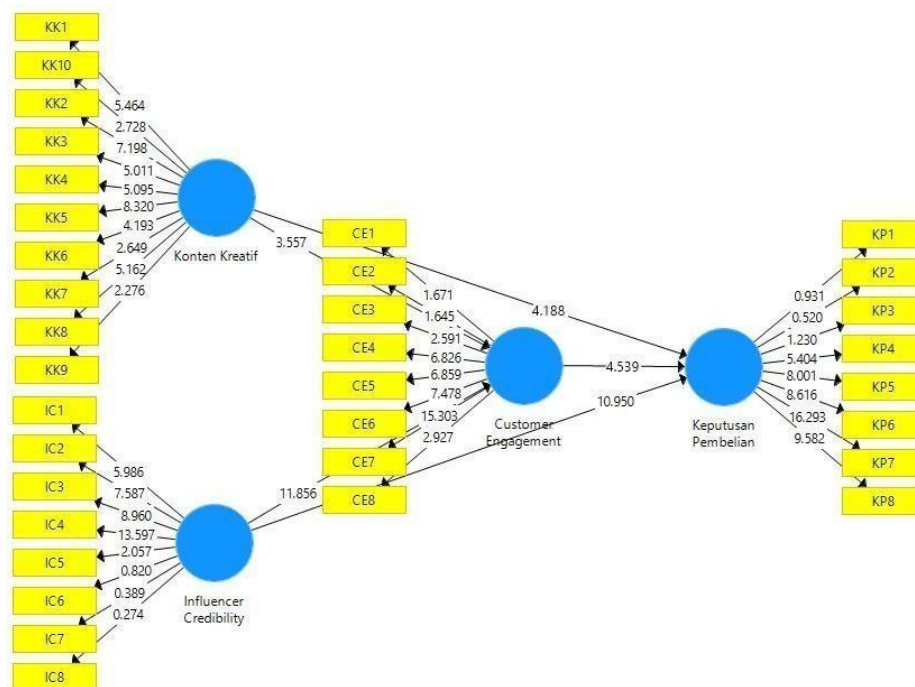 KK1
KK10
KK2
KK3
KK4
KK5
KK6
KK7
KK8
KK9
5.464
2.728
7.198
5.011
5.095
8.320
4.193
2.649
5.162
2.276
Konten Kreatif
3.557
4.188
IC1
IC2
IC3
IC4
IC5
IC6
IC7
IC8
5.986
7.587
8.960
13.597
2.057
0.820
0.389
0.274
Influencer
Credibility
11.856
10.950
CE1
CE2
CE3
CE4
CE5
CE6
CE7
CE8
1.671
1.645
2.591
6.826
6.859
7.478
15.303
2.927
Customer
Engagement
4.539
Keputusan
Pembelian
0.931
0.520
1.230
5.404
8.001
8.616
16.293
9.582
KP1
KP2
KP3
KP4
KP5
KP6
KP7
KP8